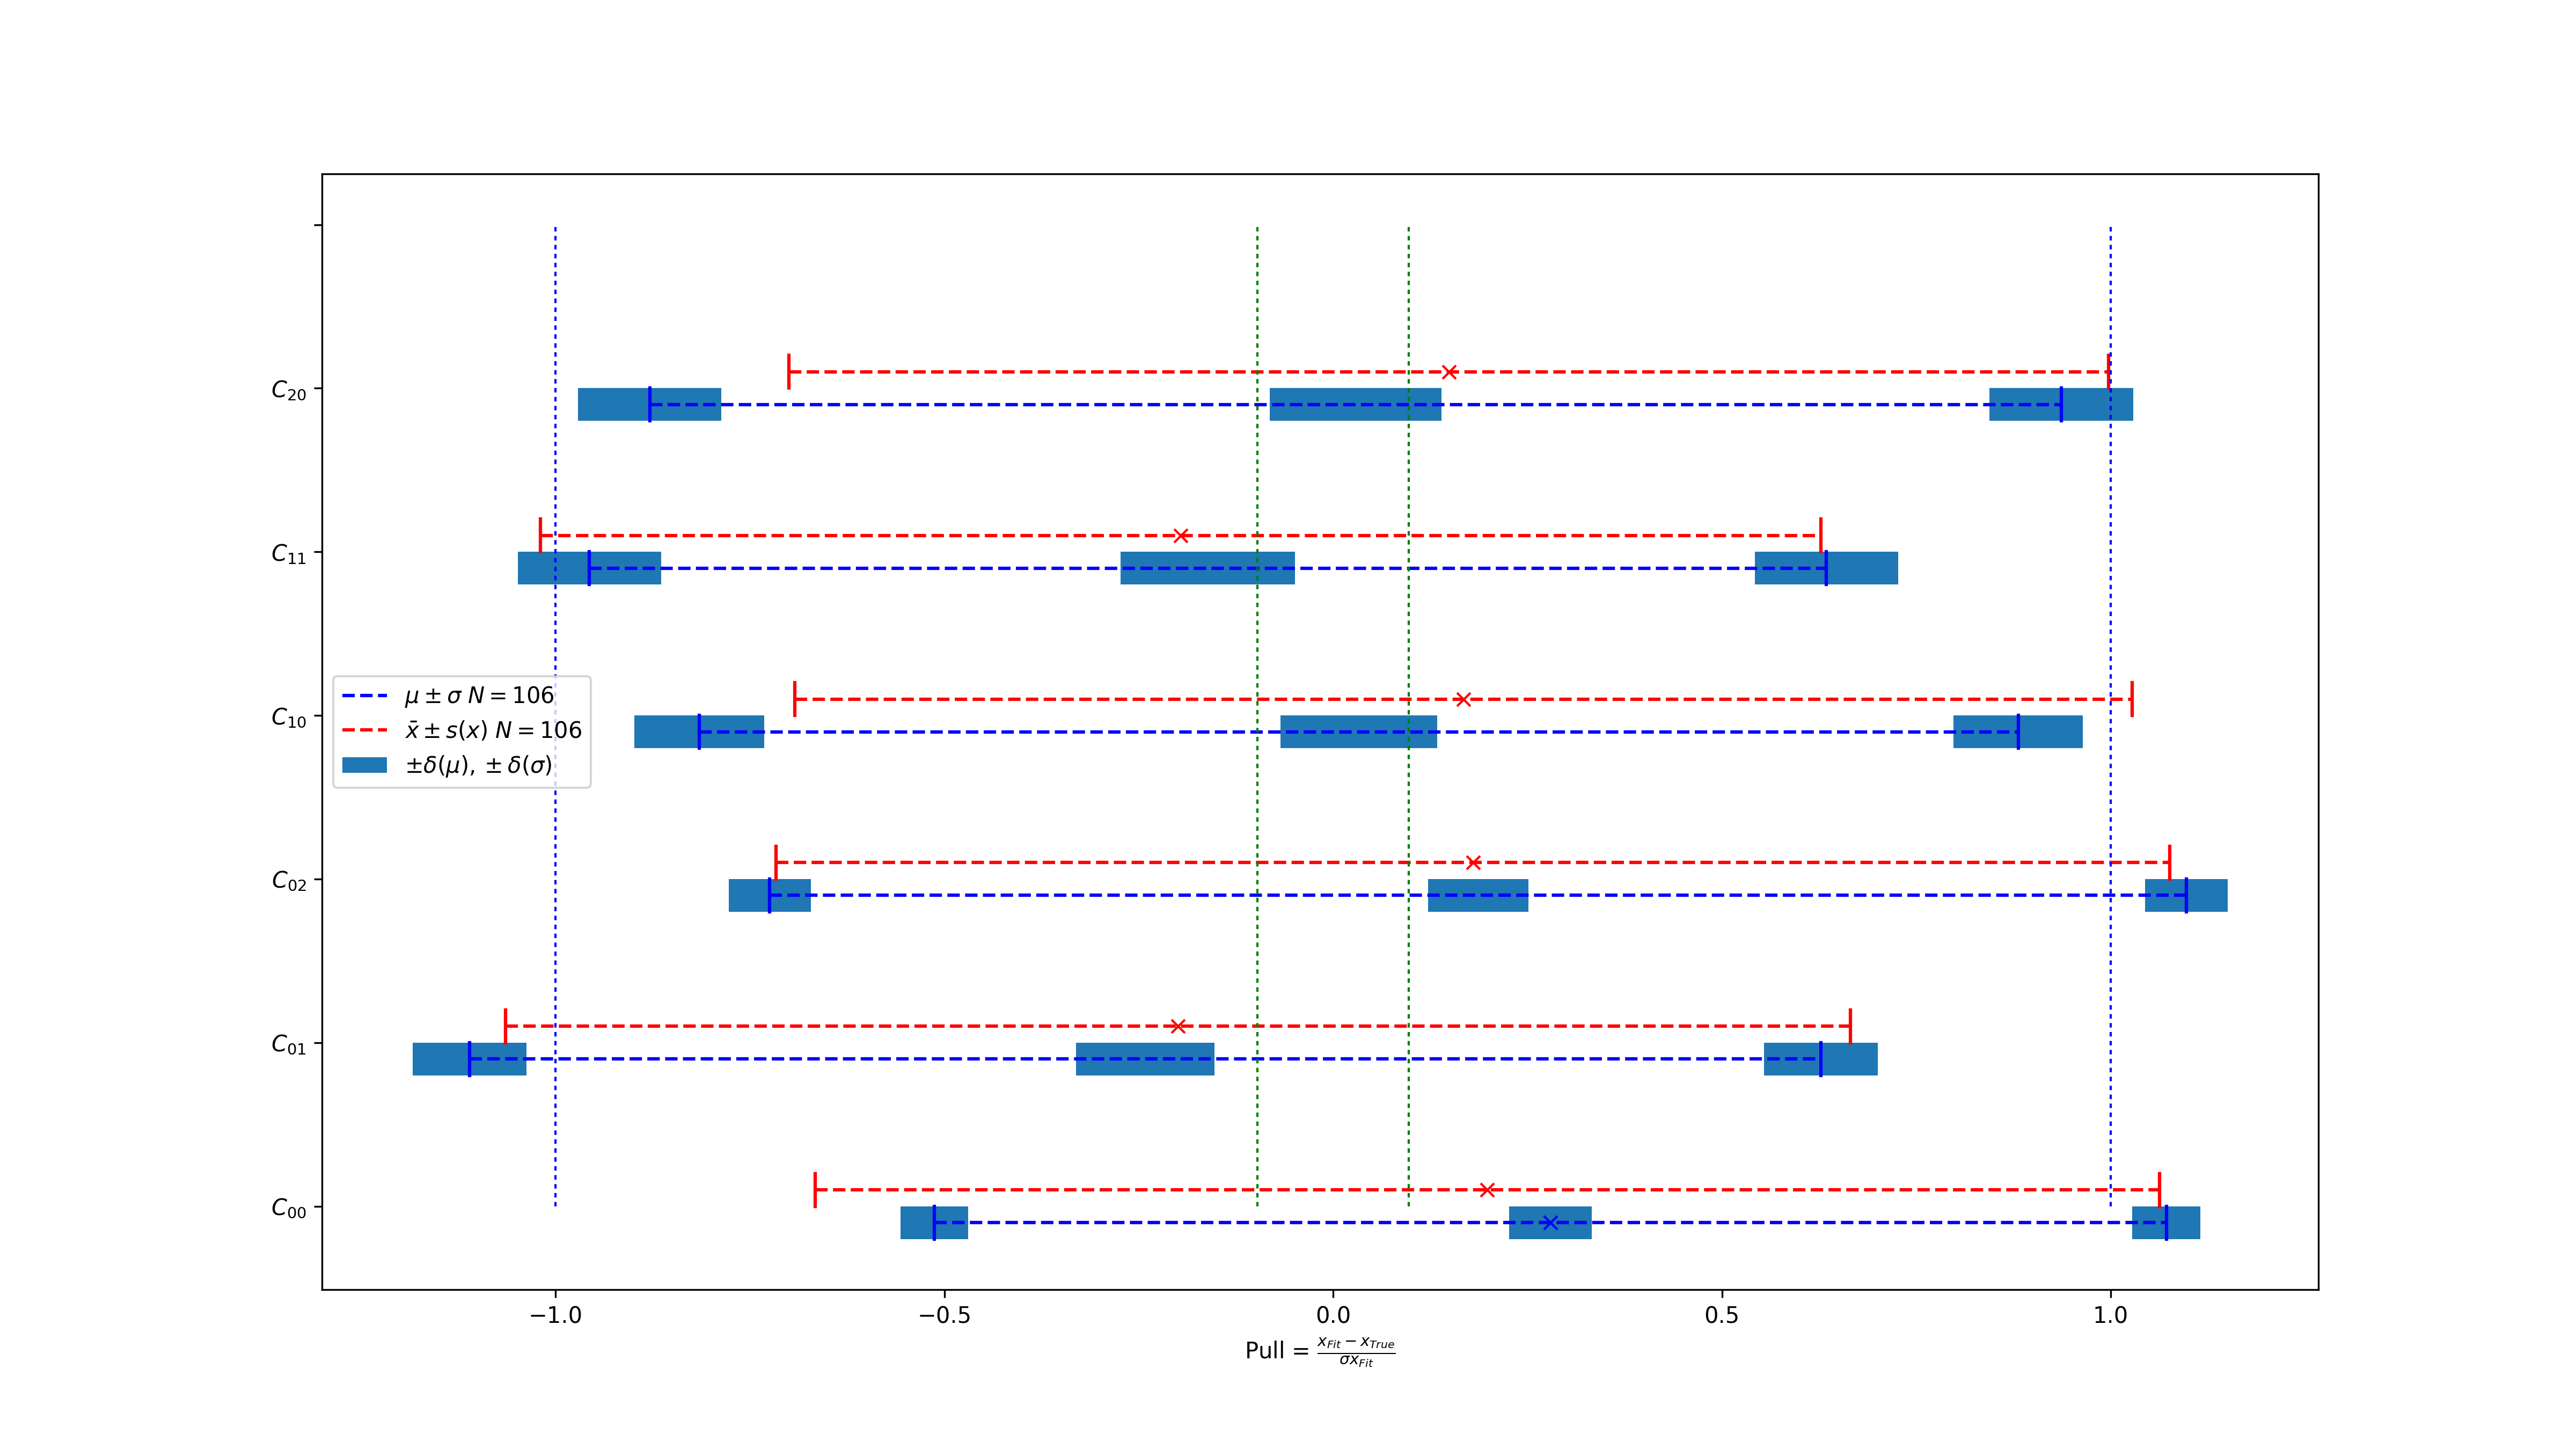 C20
C11
C10
C02
C01
C00
μ ± σ N = 106
x̄ ± s(x) N = 106
±δ(μ), ± δ(σ)
−1.0 −0.5 0.0 0.5 1.0
Pull = (xFit − xTrue) / σxFit